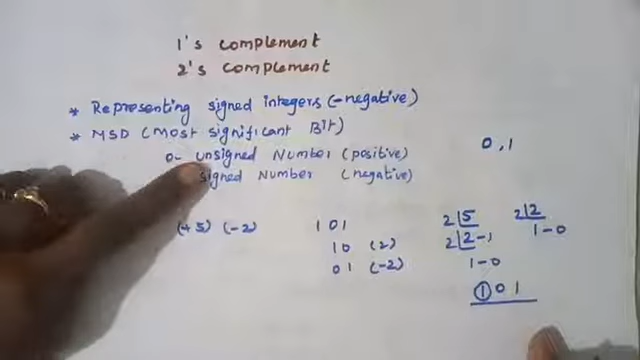 1's complement
2's complement
* Representing signed integers (- negative)
* MSD (Most significant Bit)
0- unsigned Number (positive)
signed Number (negative)
0,1
(+5) (-2)
101
10 (2)
01 (-2)
2 5
2 2-1
1-0
101
2 2
1-0